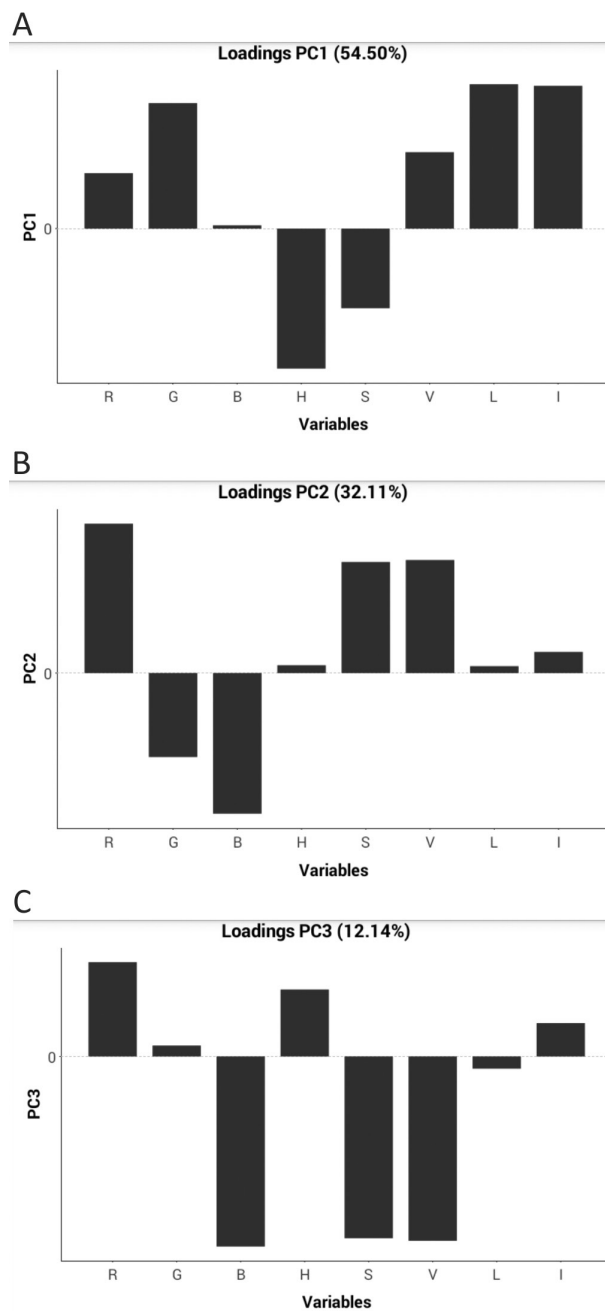 A
Loadings PC1 (54.50%)
PC1
0
R G B H S V L I
Variables
B
Loadings PC2 (32.11%)
PC2
0
R G B H S V L I
Variables
C
Loadings PC3 (12.14%)
PC3
0
R G B H S V L I
Variables